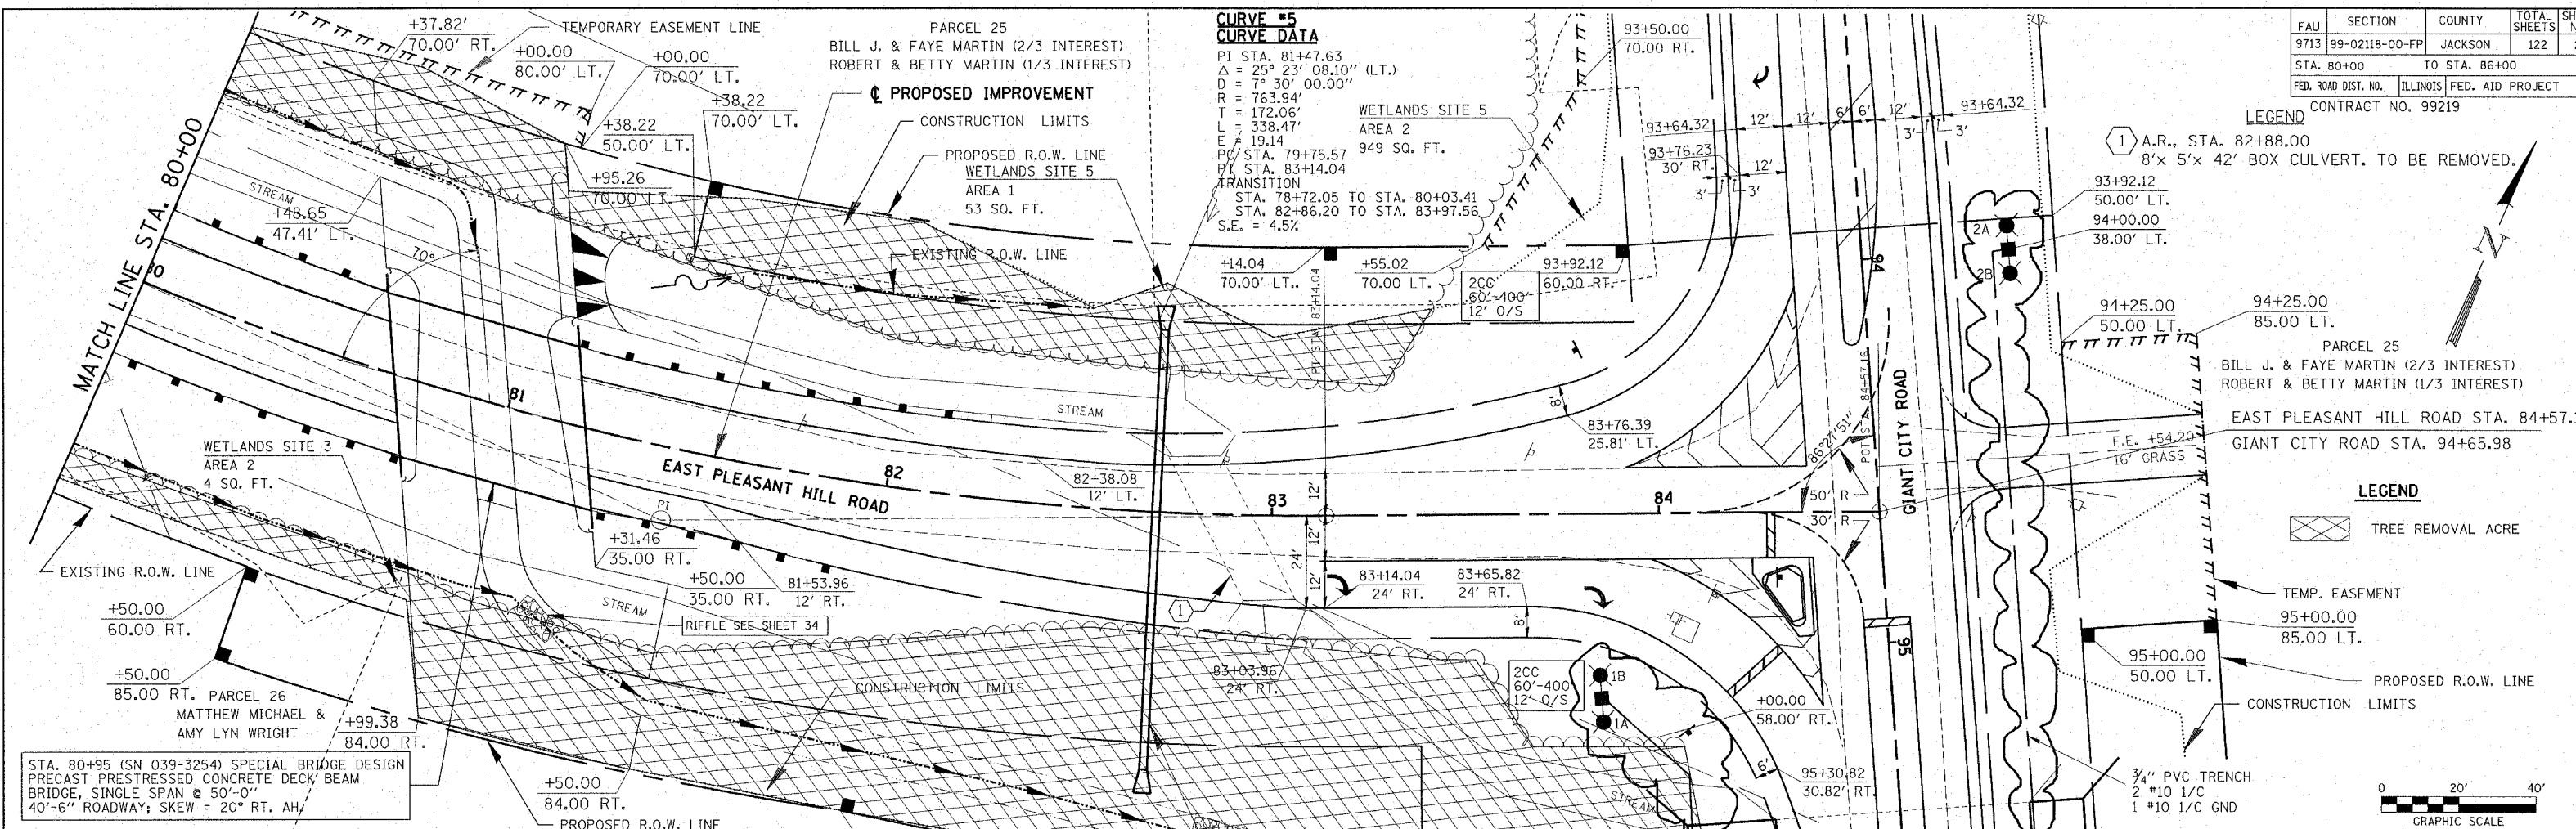 +37.82'
70.00' RT.
TEMPORARY EASEMENT LINE
+00.00
80.00' LT.
+00.00
70.00' LT.
+38.22
70.00' LT.
+38.22
50.00' LT.
+95.26
70.00 LT.
PARCEL 25
BILL J. & FAYE MARTIN (2/3 INTEREST)
ROBERT & BETTY MARTIN (1/3 INTEREST)
℄ PROPOSED IMPROVEMENT
CONSTRUCTION LIMITS
PROPOSED R.O.W. LINE
WETLANDS SITE 5
AREA 1
53 SQ. FT.
EXISTING R.O.W. LINE
CURVE #5
CURVE DATA
PI STA. 81+47.63
Δ = 25° 23' 08.10" (LT.)
D = 7° 30' 00.00"
R = 763.94'
T = 172.06'
L = 338.47'
E = 19.14
PC STA. 79+75.57
PT STA. 83+14.04
TRANSITION
STA. 78+72.05 TO STA. 80+03.41
STA. 82+86.20 TO STA. 83+97.56
S.E. = 4.5%
WETLANDS SITE 5
AREA 2
949 SQ. FT.
93+50.00
70.00 RT.
93+64.32
93+76.23
30' RT.
12'
12'
6'
6'
12'
93+64.32
3'
3'
12'
3'
3'
FAU
SECTION
COUNTY
TOTAL
SHEETS
9713
99-02118-00-FP
JACKSON
122
STA. 80+00
TO STA. 86+00
FED. ROAD DIST. NO.
ILLINOIS
FED. AID PROJECT
CONTRACT NO. 99219
LEGEND
1
A.R., STA. 82+88.00
8'x 5'x 42' BOX CULVERT. TO BE REMOVED.
93+92.12
50.00' LT.
94+00.00
38.00' LT.
2A
2B
N
94+25.00
50.00 LT.
94+25.00
85.00 LT.
PARCEL 25
BILL J. & FAYE MARTIN (2/3 INTEREST)
ROBERT & BETTY MARTIN (1/3 INTEREST)
EAST PLEASANT HILL ROAD STA. 84+57.
GIANT CITY ROAD STA. 94+65.98
F.E. +54.20
16' GRASS
LEGEND
TREE REMOVAL ACRE
TEMP. EASEMENT
95+00.00
85.00 LT.
95+00.00
50.00 LT.
PROPOSED R.O.W. LINE
CONSTRUCTION LIMITS
3/4" PVC TRENCH
2 #10 1/C
1 #10 1/C GND
0
20'
40'
GRAPHIC SCALE
MATCH LINE STA. 80+00
STREAM
+48.65
47.41' LT.
70°
81
82
83
84
94
95
EAST PLEASANT HILL ROAD
GIANT CITY ROAD
STREAM
+14.04
70.00' LT.
+55.02
70.00 LT.
PT STA. 83+14.04
2CC
60'-400'
12' O/S
93+92.12
60.00 RT.
8'
83+76.39
25.81' LT.
86°27'51"
POT STA. 84+57.16
50' R
30' R
82+38.08
12' LT.
12'
12'
24'
12'
WETLANDS SITE 3
AREA 2
4 SQ. FT.
EXISTING R.O.W. LINE
+50.00
60.00 RT.
+50.00
85.00 RT.
PARCEL 26
MATTHEW MICHAEL &
AMY LYN WRIGHT
+99.38
84.00 RT.
PI
+31.46
35.00 RT.
+50.00
35.00 RT.
81+53.96
12' RT.
STREAM
RIFFLE SEE SHEET 34
1
83+14.04
24' RT.
83+65.82
24' RT.
8'
83+03.96
24' RT.
CONSTRUCTION LIMITS
2CC
60'-400'
12' O/S
1B
1A
+00.00
58.00' RT.
6'
95+30.82
30.82' RT.
STREAM
STA. 80+95 (SN 039-3254) SPECIAL BRIDGE DESIGN
PRECAST PRESTRESSED CONCRETE DECK BEAM
BRIDGE, SINGLE SPAN @ 50'-0"
40'-6" ROADWAY; SKEW = 20° RT. AH.
+50.00
84.00 RT.
PROPOSED R.O.W. LINE